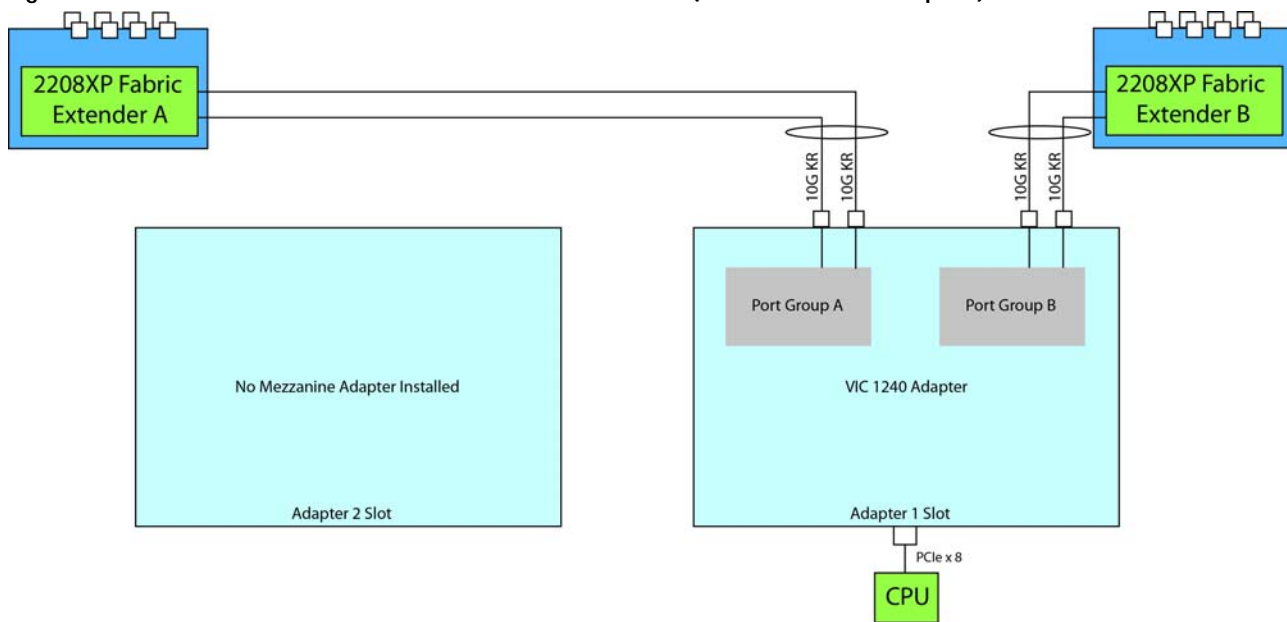 2208XP Fabric
Extender A
2208XP Fabric
Extender B
10G KR
10G KR
10G KR
10G KR
Port Group A
Port Group B
No Mezzanine Adapter Installed
VIC 1240 Adapter
Adapter 2 Slot
Adapter 1 Slot
PCIe x 8
CPU